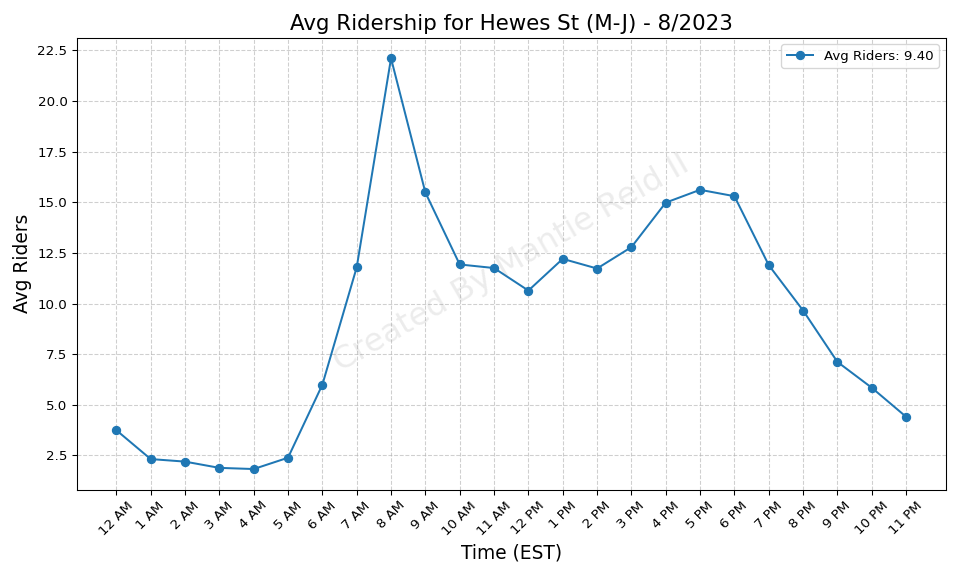 Avg Ridership for Hewes St (M-J) - 8/2023
Avg Riders: 9.40
22.5
20.0
17.5
15.0
12.5
10.0
7.5
5.0
2.5
Avg Riders
Created By Mantie Reid II
12 AM
1 AM
2 AM
3 AM
4 AM
5 AM
6 AM
7 AM
8 AM
9 AM
10 AM
11 AM
12 PM
1 PM
2 PM
3 PM
4 PM
5 PM
6 PM
7 PM
8 PM
9 PM
10 PM
11 PM
Time (EST)